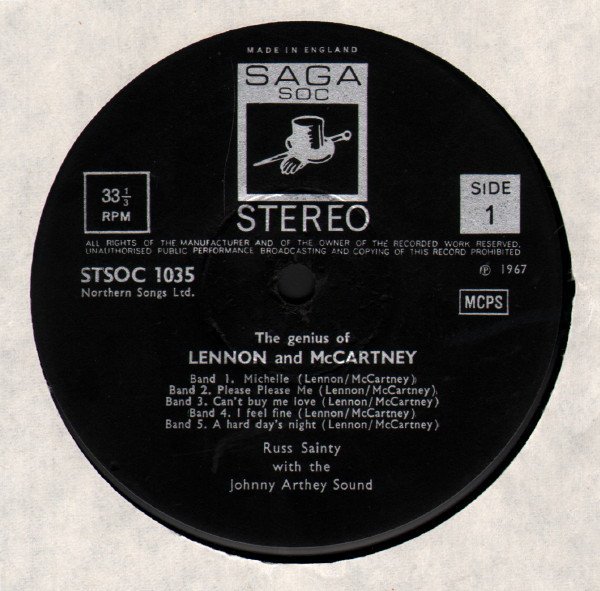 MADE IN ENGLAND
SAGA
SOC
33 1/3
RPM
SIDE
1
STEREO
ALL RIGHTS OF THE MANUFACTURER AND OF THE OWNER OF THE RECORDED WORK RESERVED.
UNAUTHORISED PUBLIC PERFORMANCE BROADCASTING AND COPYING OF THIS RECORD PROHIBITED
STSOC 1035
℗ 1967
Northern Songs Ltd.
MCPS
The genius of
LENNON and McCARTNEY
Band 1. Michelle (Lennon/McCartney)
Band 2. Please Please Me (Lennon/McCartney)
Band 3. Can't buy me love (Lennon/McCartney)
Band 4. I feel fine (Lennon/McCartney)
Band 5. A hard day's night (Lennon/McCartney)
Russ Sainty
with the
Johnny Arthey Sound